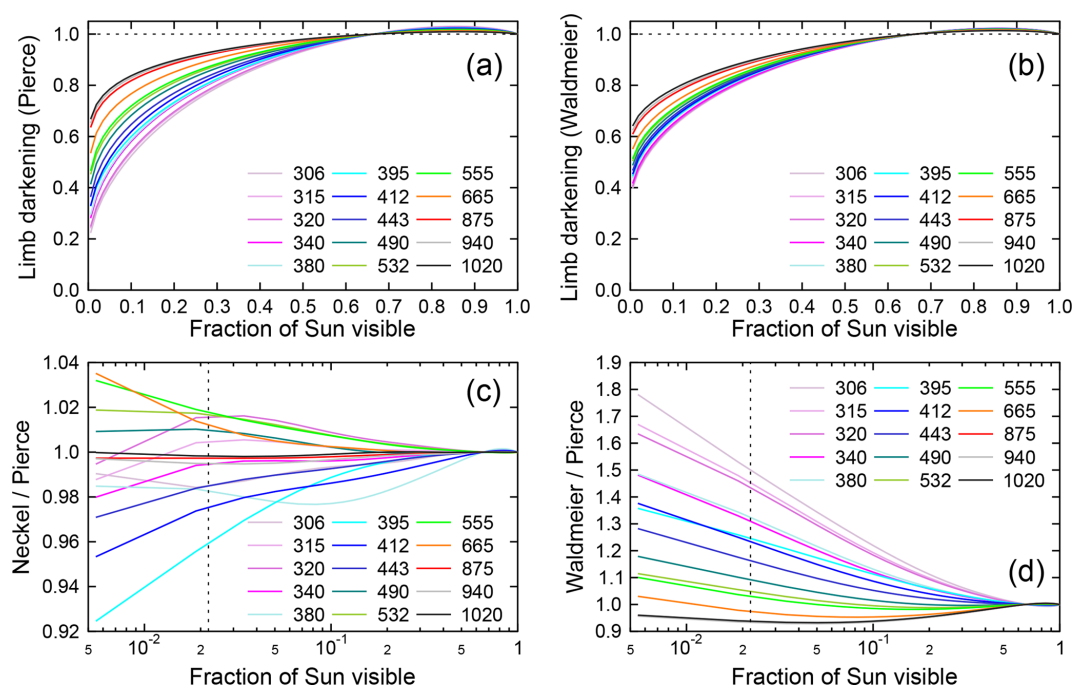 Limb darkening (Pierce)
1.0
0.8
0.6
0.4
0.2
0.0
(a)
306 395 555
315 412 665
320 443 875
340 490 940
380 532 1020
0.0 0.1 0.2 0.3 0.4 0.5 0.6 0.7 0.8 0.9 1.0
Fraction of Sun visible
Limb darkening (Waldmeier)
1.0
0.8
0.6
0.4
0.2
0.0
(b)
306 395 555
315 412 665
320 443 875
340 490 940
380 532 1020
0.0 0.1 0.2 0.3 0.4 0.5 0.6 0.7 0.8 0.9 1.0
Fraction of Sun visible
Neckel / Pierce
1.04
1.02
1.00
0.98
0.96
0.94
0.92
(c)
306 395 555
315 412 665
320 443 875
340 490 940
380 532 1020
5 10⁻² 2 5 10⁻¹ 2 5 1
Fraction of Sun visible
Waldmeier / Pierce
1.9
1.8
1.7
1.6
1.5
1.4
1.3
1.2
1.1
1.0
0.9
306 395 555
315 412 665
320 443 875
340 490 940
380 532 1020
(d)
5 10⁻² 2 5 10⁻¹ 2 5 1
Fraction of Sun visible